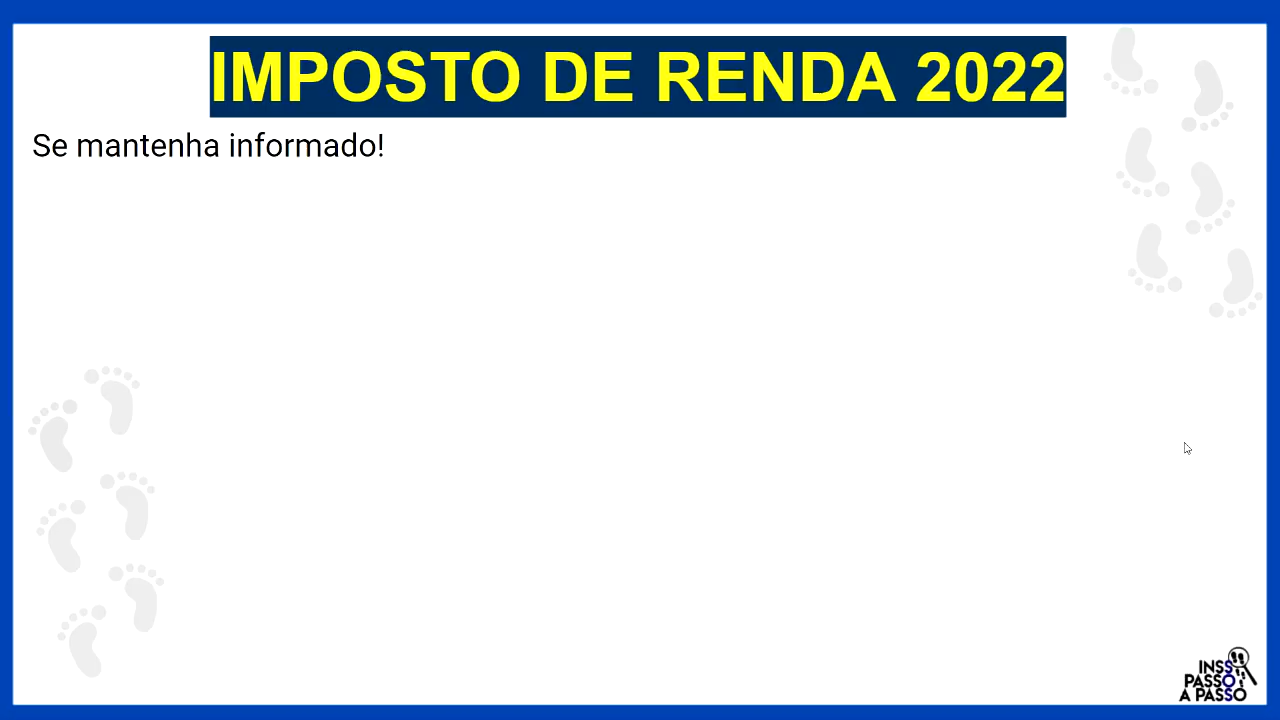 IMPOSTO DE RENDA 2022
Se mantenha informado!
INSS
PASSO
A PASSO